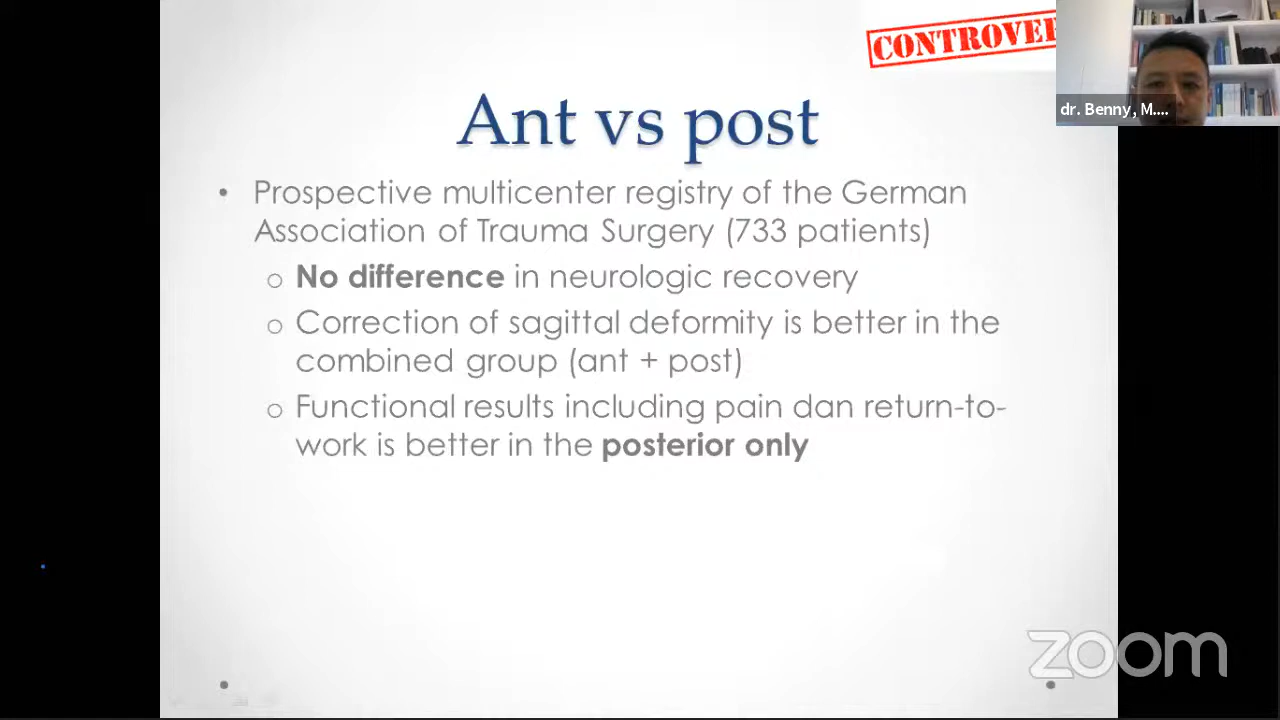 CONTROVE
dr. Benny, M....
Ant vs post
• Prospective multicenter registry of the German
Association of Trauma Surgery (733 patients)
o No difference in neurologic recovery
o Correction of sagittal deformity is better in the
combined group (ant + post)
o Functional results including pain dan return-to-
work is better in the posterior only
zoom